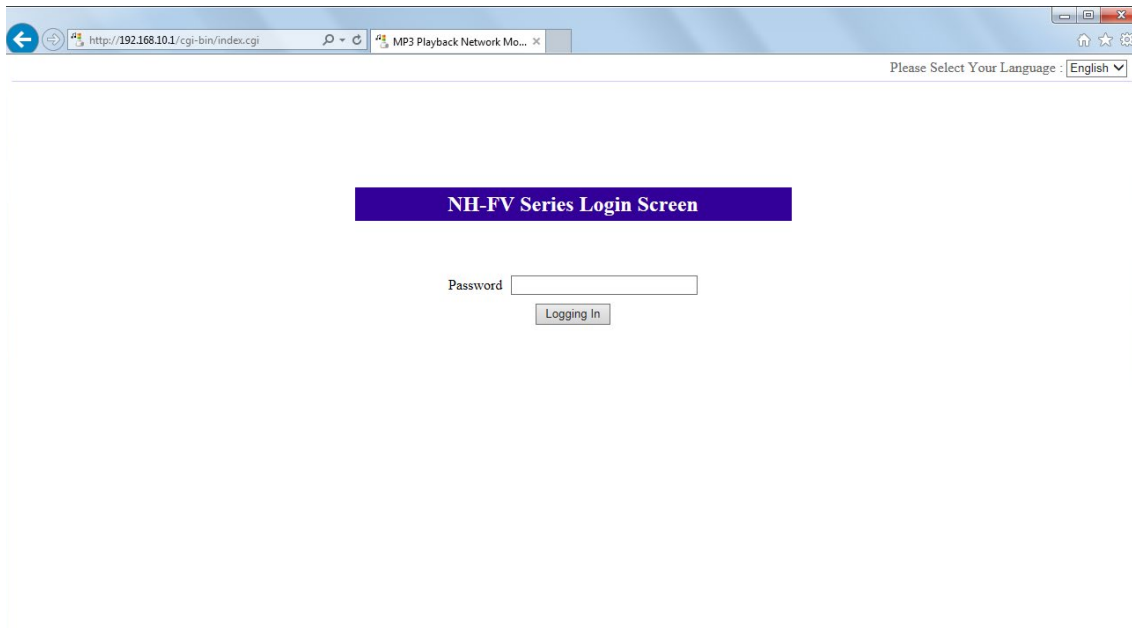 http://192.168.10.1/cgi-bin/index.cgi
MP3 Playback Network Mo...
Please Select Your Language : English
NH-FV Series Login Screen
Password
Logging In